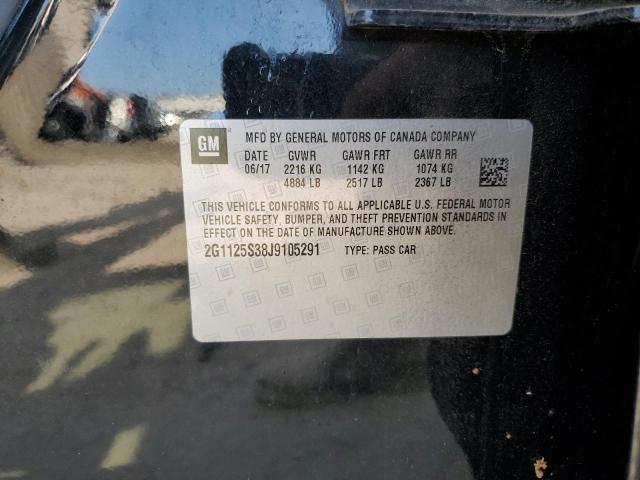 GM
MFD BY GENERAL MOTORS OF CANADA COMPANY
DATE GVWR GAWR FRT GAWR RR
06/17 2216 KG 1142 KG 1074 KG
4884 LB 2517 LB 2367 LB
THIS VEHICLE CONFORMS TO ALL APPLICABLE U.S. FEDERAL MOTOR
VEHICLE SAFETY, BUMPER, AND THEFT PREVENTION STANDARDS IN
EFFECT ON THE DATE OF MANUFACTURE SHOWN ABOVE.
2G1125S38J9105291 TYPE: PASS CAR